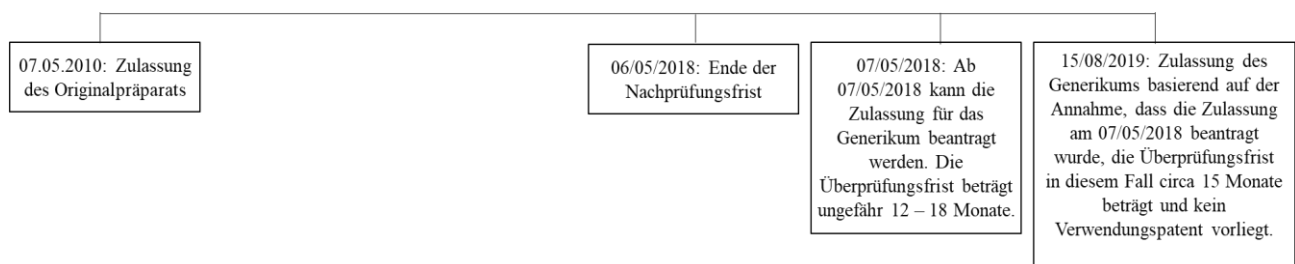 07.05.2010: Zulassung
des Originalpräparats
06/05/2018: Ende der
Nachprüfungsfrist
07/05/2018: Ab
07/05/2018 kann die
Zulassung für das
Generikum beantragt
werden. Die
Überprüfungsfrist beträgt
ungefähr 12 – 18 Monate.
15/08/2019: Zulassung des
Generikums basierend auf der
Annahme, dass die Zulassung
am 07/05/2018 beantragt
wurde, die Überprüfungsfrist
in diesem Fall circa 15 Monate
beträgt und kein
Verwendungspatent vorliegt.